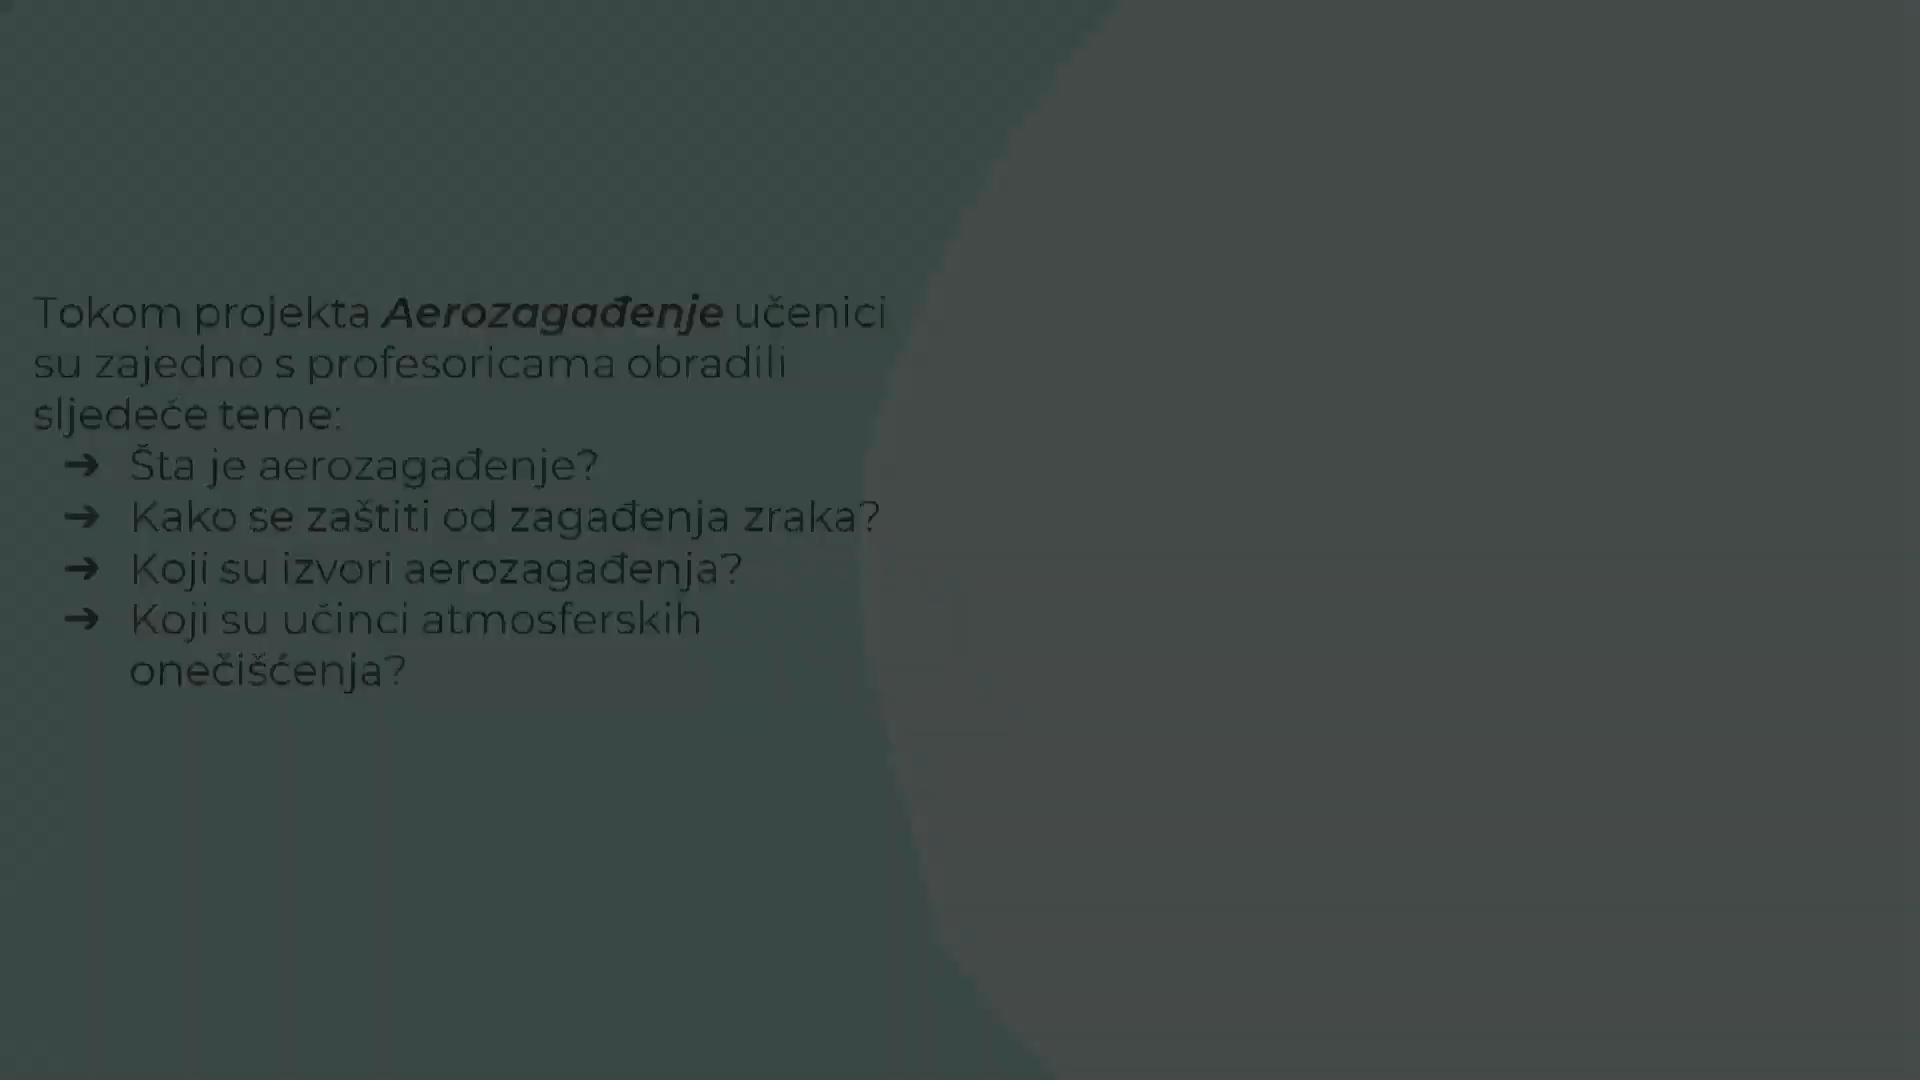 Tokom projekta Aerozagađenje učenici
su zajedno s profesoricama obradili
sljedeće teme:
➔ Šta je aerozagađenje?
➔ Kako se zaštiti od zagađenja zraka?
➔ Koji su izvori aerozagađenja?
➔ Koji su učinci atmosferskih
onečišćenja?